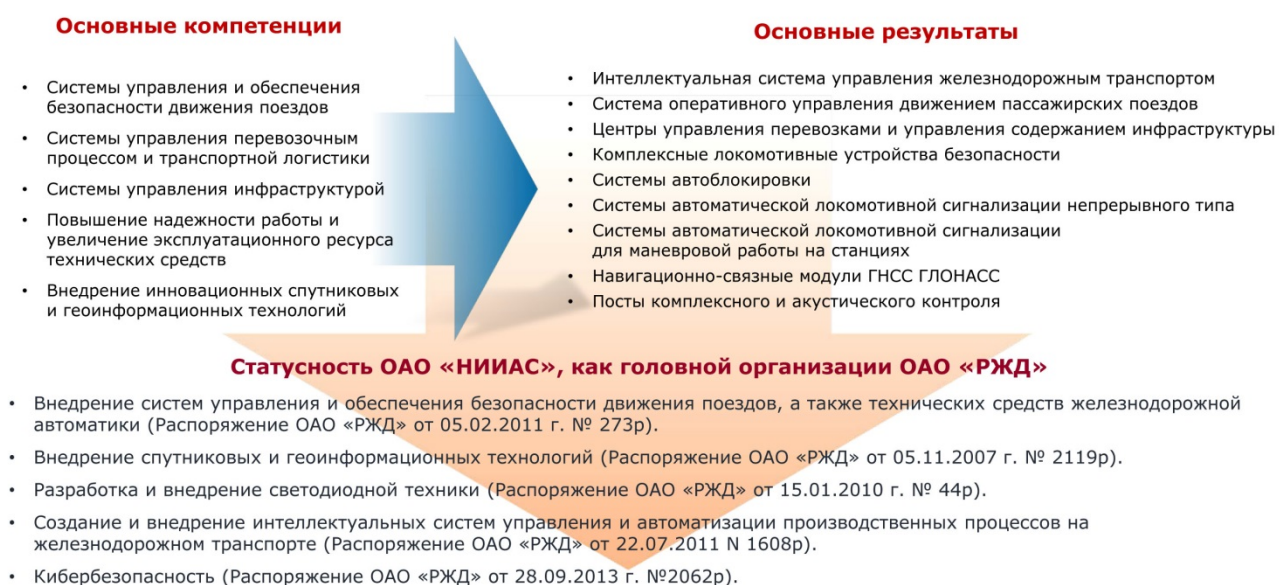 Основные компетенции
• Системы управления и обеспечения
безопасности движения поездов
• Системы управления перевозочным
процессом и транспортной логистики
• Системы управления инфраструктурой
• Повышение надежности работы и
увеличение эксплуатационного ресурса
технических средств
• Внедрение инновационных спутниковых
и геоинформационных технологий
Основные результаты
• Интеллектуальная система управления железнодорожным транспортом
• Система оперативного управления движением пассажирских поездов
• Центры управления перевозками и управления содержанием инфраструктуры
• Комплексные локомотивные устройства безопасности
• Системы автоблокировки
• Системы автоматической локомотивной сигнализации непрерывного типа
• Системы автоматической локомотивной сигнализации
для маневровой работы на станциях
• Навигационно-связные модули ГНСС ГЛОНАСС
• Посты комплексного и акустического контроля
Статусность ОАО «НИИАС», как головной организации ОАО «РЖД»
• Внедрение систем управления и обеспечения безопасности движения поездов, а также технических средств железнодорожной
автоматики (Распоряжение ОАО «РЖД» от 05.02.2011 г. № 273р).
• Внедрение спутниковых и геоинформационных технологий (Распоряжение ОАО «РЖД» от 05.11.2007 г. № 2119р).
• Разработка и внедрение светодиодной техники (Распоряжение ОАО «РЖД» от 15.01.2010 г. № 44р).
• Создание и внедрение интеллектуальных систем управления и автоматизации производственных процессов на
железнодорожном транспорте (Распоряжение ОАО «РЖД» от 22.07.2011 N 1608р).
• Кибербезопасность (Распоряжение ОАО «РЖД» от 28.09.2013 г. №2062р).